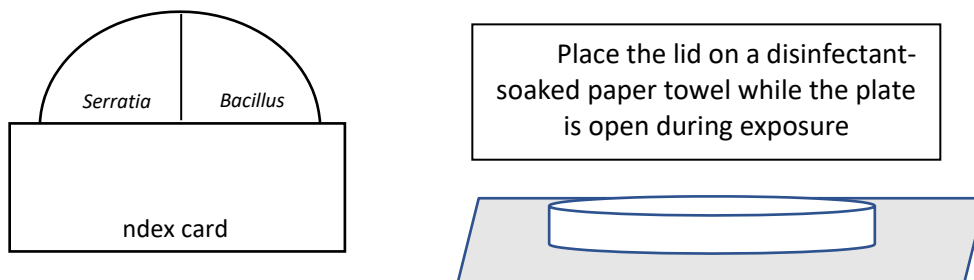 Serratia
Bacillus
ndex card
Place the lid on a disinfectant-
soaked paper towel while the plate
is open during exposure